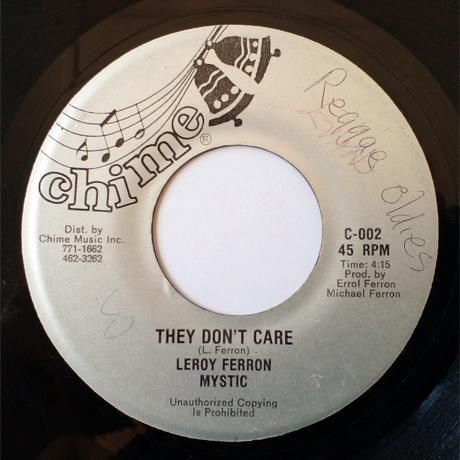 chime®
Reggae
Oldies
Dist. by
Chime Music Inc.
771-1662
462-3262
C-002
45 RPM
Time: 4:15
Prod. by
Errol Ferron
Michael Ferron
8
THEY DON'T CARE
(L. Ferron)
LEROY FERRON
MYSTIC
Unauthorized Copying
Is Prohibited